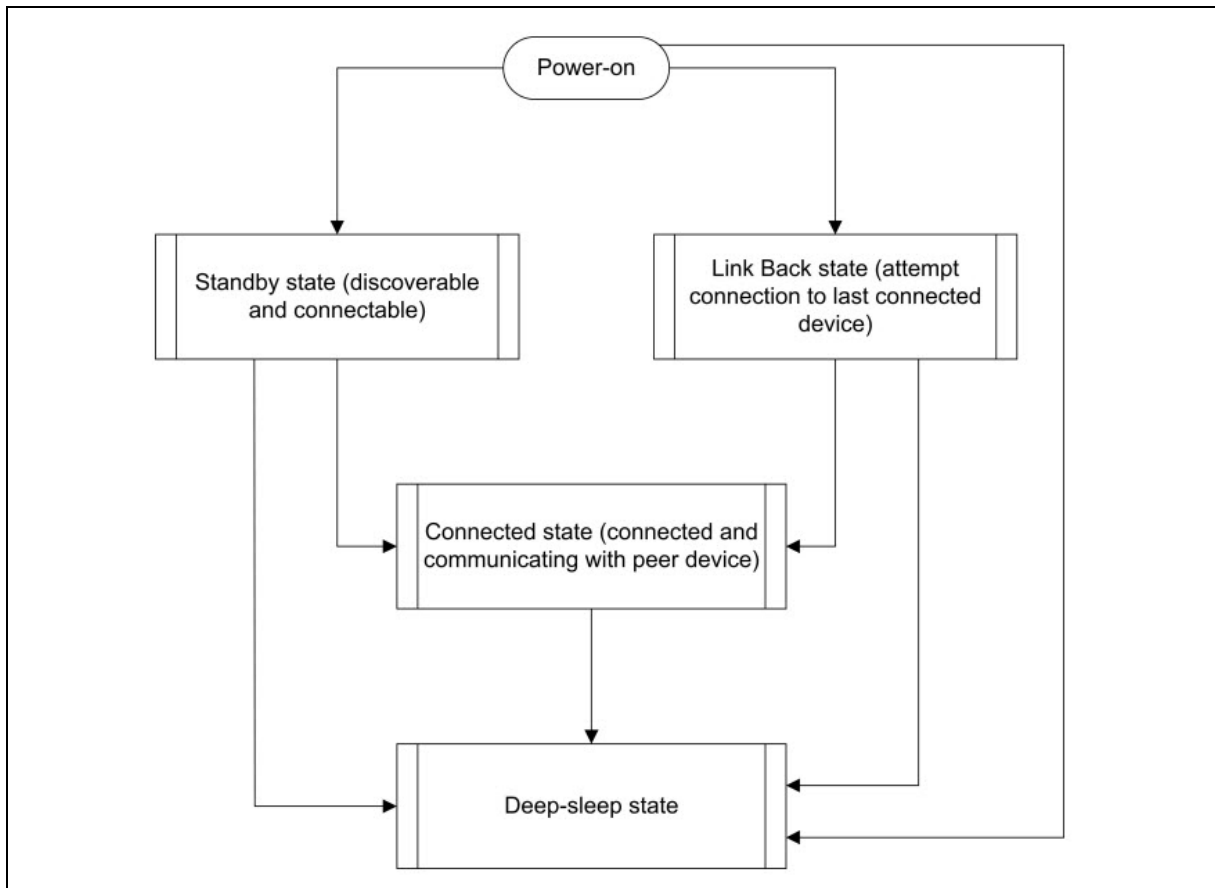 Power-on
Standby state (discoverable
and connectable)
Link Back state (attempt
connection to last connected
device)
Connected state (connected and
communicating with peer device)
Deep-sleep state